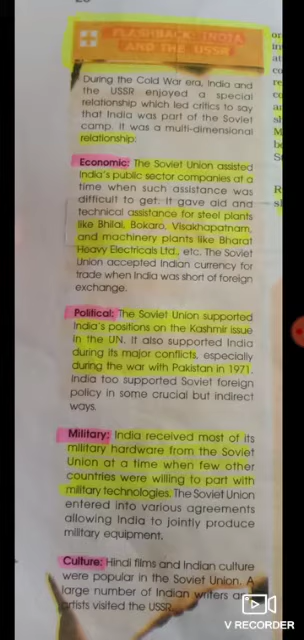 FLASHBACK: INDIA
AND THE USSR
During the Cold War era, India and
the USSR enjoyed a special
relationship which led critics to say
that India was part of the Soviet
camp. It was a multi-dimensional
relationship:
Economic: The Soviet Union assisted
India's public sector companies at a
time when such assistance was
difficult to get. It gave aid and
technical assistance for steel plants
like Bhilai, Bokaro, Visakhapatnam,
and machinery plants like Bharat
Heavy Electricals Ltd., etc. The Soviet
Union accepted Indian currency for
trade when India was short of foreign
exchange.
Political: The Soviet Union supported
India's positions on the Kashmir issue
in the UN. It also supported India
during its major conflicts, especially
during the war with Pakistan in 1971.
India too supported Soviet foreign
policy in some crucial but indirect
ways.
Military: India received most of its
military hardware from the Soviet
Union at a time when few other
countries were willing to part with
military technologies. The Soviet Union
entered into various agreements
allowing India to jointly produce
military equipment.
Culture: Hindi films and Indian culture
were popular in the Soviet Union. A
large number of Indian writers and
artists visited the USSR.
V RECORDER